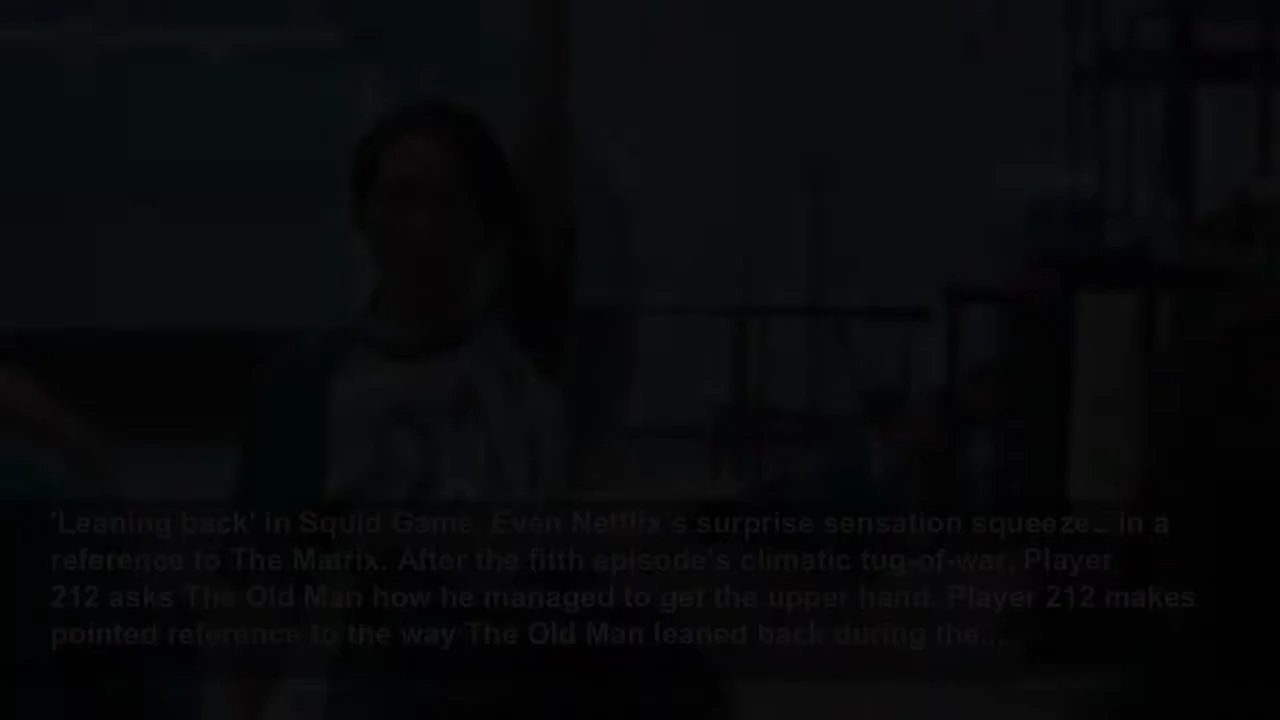 'Leaning back' in Squid Game. Even Netflix's surprise sensation squeeze... in a
reference to The Matrix. After the fifth episode's climatic tug-of-war, Player
212 asks The Old Man how he managed to get the upper hand. Player 212 makes
pointed reference to the way The Old Man leaned back during the...